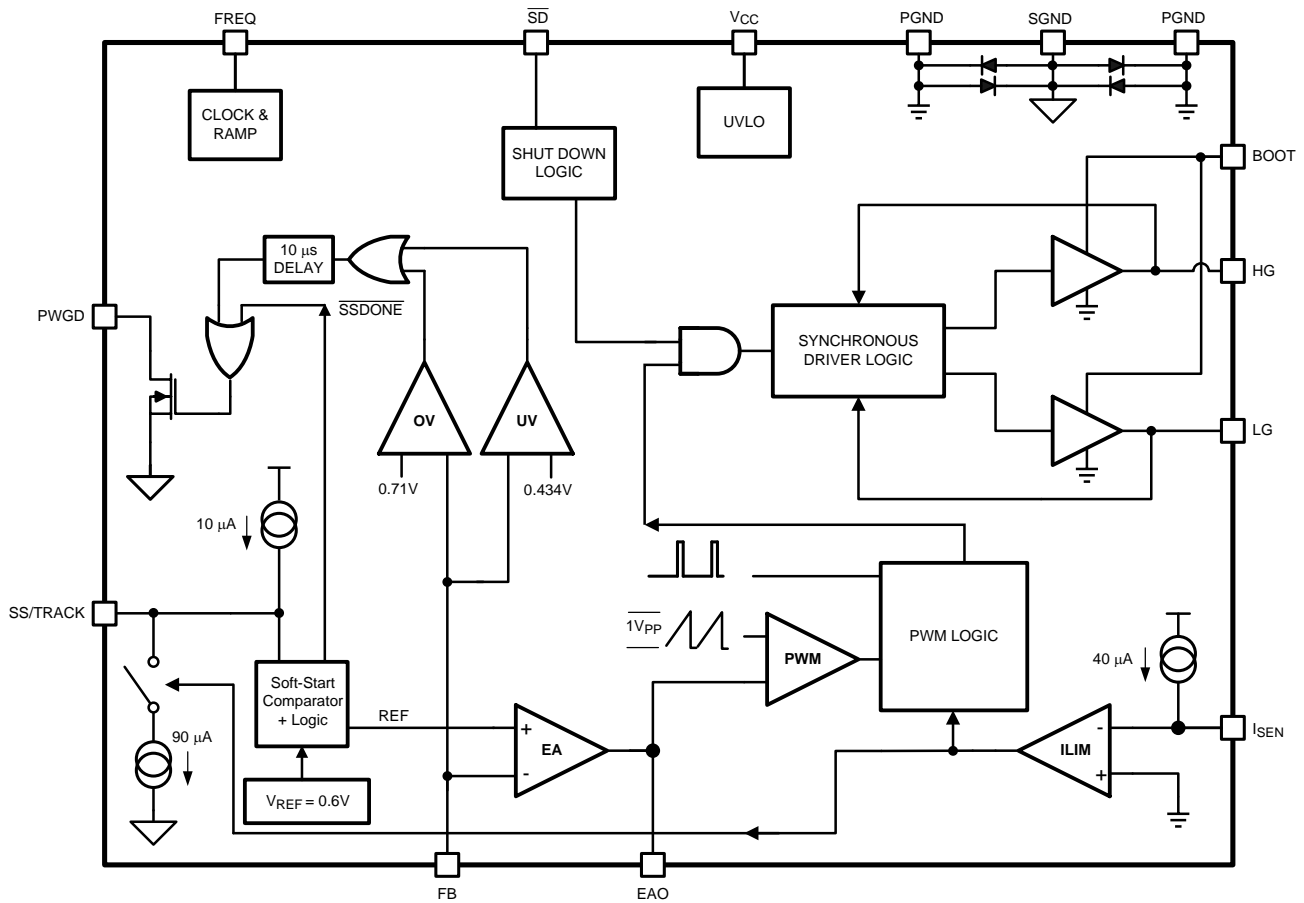 FREQ
SD
VCC
PGND
SGND
PGND
CLOCK &
RAMP
UVLO
SHUT DOWN
LOGIC
BOOT
10 μs
DELAY
HG
SSDONE
PWGD
SYNCHRONOUS
DRIVER LOGIC
OV
UV
LG
0.71V
0.434V
10 μA
SS/TRACK
1VPP
PWM
PWM LOGIC
40 μA
Soft-Start
Comparator
+ Logic
REF
+
EA
-
90 μA
-
ILIM
+
ISEN
VREF = 0.6V
FB
EAO